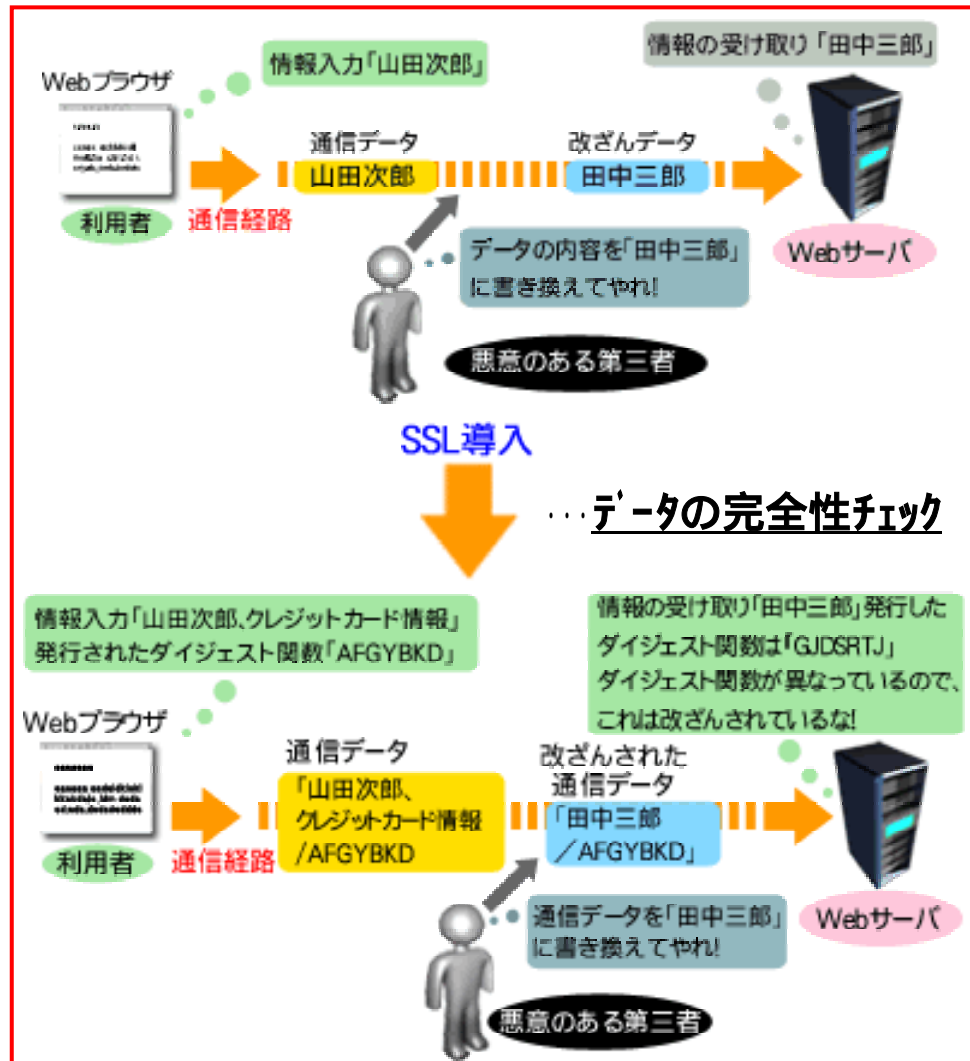 情報の受け取り「田中三郎」
情報入力「山田次郎」
Webブラウザ
通信データ
改ざんデータ
山田次郎
田中三郎
利用者
通信経路
データの内容を「田中三郎」
に書き換えてやれ!
Webサーバ
悪意のある第三者
SSL導入
…データの完全性チェック
情報入力「山田次郎、クレジットカード情報」
発行されたダイジェスト関数「AFGYBKD」
情報の受け取り「田中三郎」発行した
ダイジェスト関数は『GJDSRTJ」
ダイジェスト関数が異なっているので、
これは改ざんされているな!
Webブラウザ
通信データ
改ざんされた
通信データ
「山田次郎、
クレジットカード情報
/AFGYBKD
「田中三郎
／AFGYBKD」
利用者
通信経路
通信データを「田中三郎」
に書き換えてやれ!
Webサーバ
悪意のある第三者